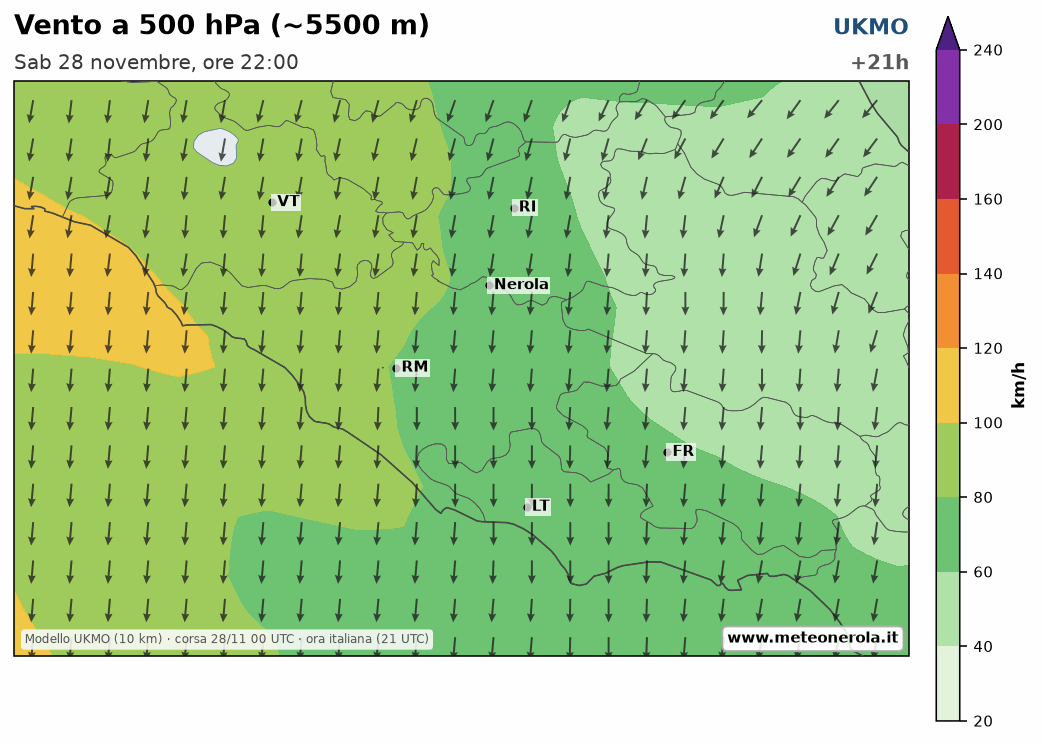 Vento a 500 hPa (~5500 m)
UKMO
Sab 28 novembre, ore 22:00
+21h
VT
RI
Nerola
RM
FR
LT
Modello UKMO (10 km) · corsa 28/11 00 UTC · ora italiana (21 UTC)
www.meteonerola.it
240
200
160
140
120
100
80
60
40
20
km/h